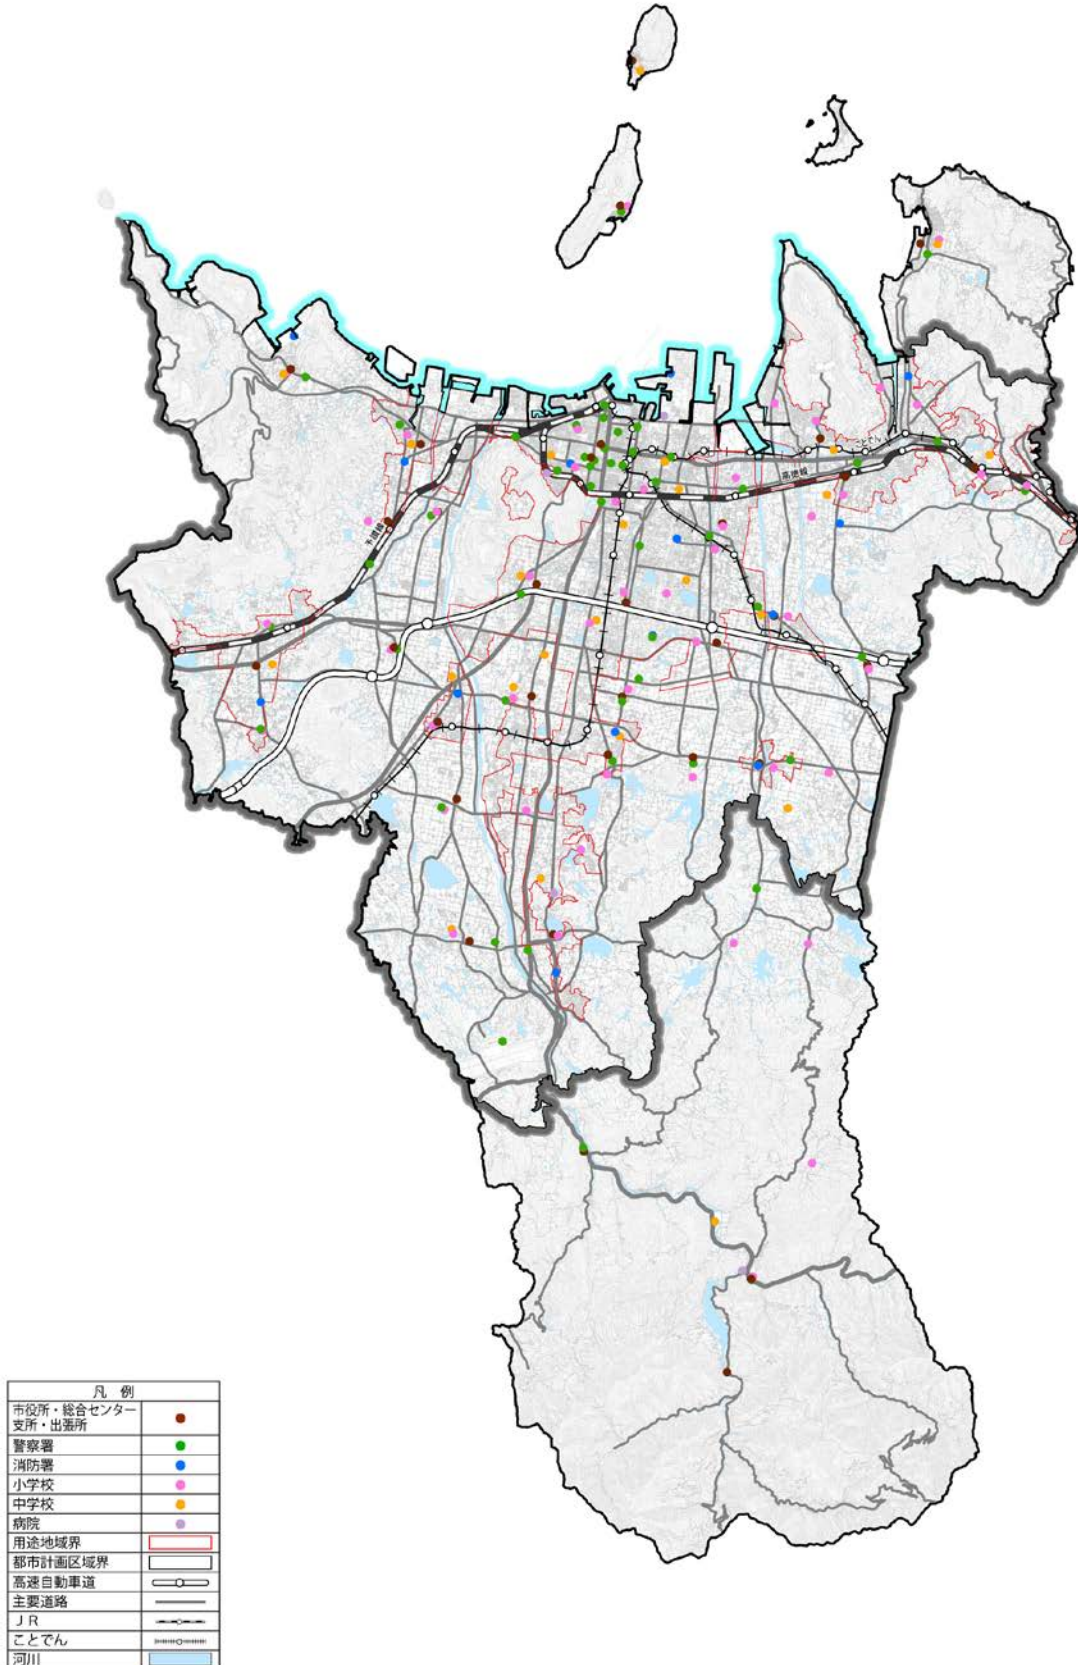 ことでん
高徳線
予讃線
凡 例
市役所・総合センター
支所・出張所
警察署
消防署
小学校
中学校
病院
用途地域界
都市計画区域界
高速自動車道
主要道路
ＪＲ
ことでん
河川